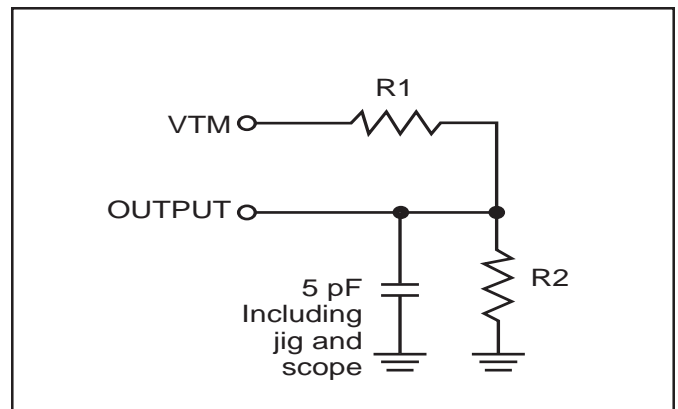 R1
VTM
OUTPUT
R2
5 pF
Including
jig and
scope